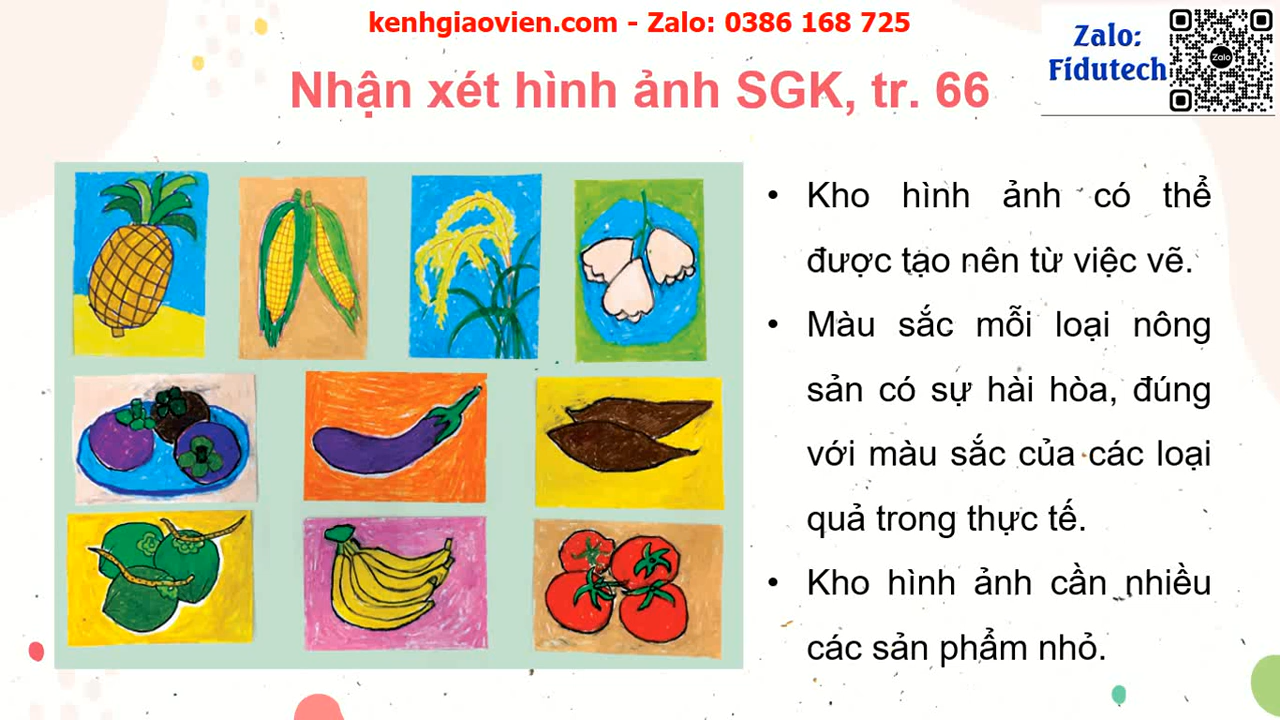 kenhgiaovien.com - Zalo: 0386 168 725
Zalo:
Fidutech
Zalo
Nhận xét hình ảnh SGK, tr. 66
• Kho hình ảnh có thể
được tạo nên từ việc vẽ.
• Màu sắc mỗi loại nông
sản có sự hài hòa, đúng
với màu sắc của các loại
quả trong thực tế.
• Kho hình ảnh cần nhiều
các sản phẩm nhỏ.